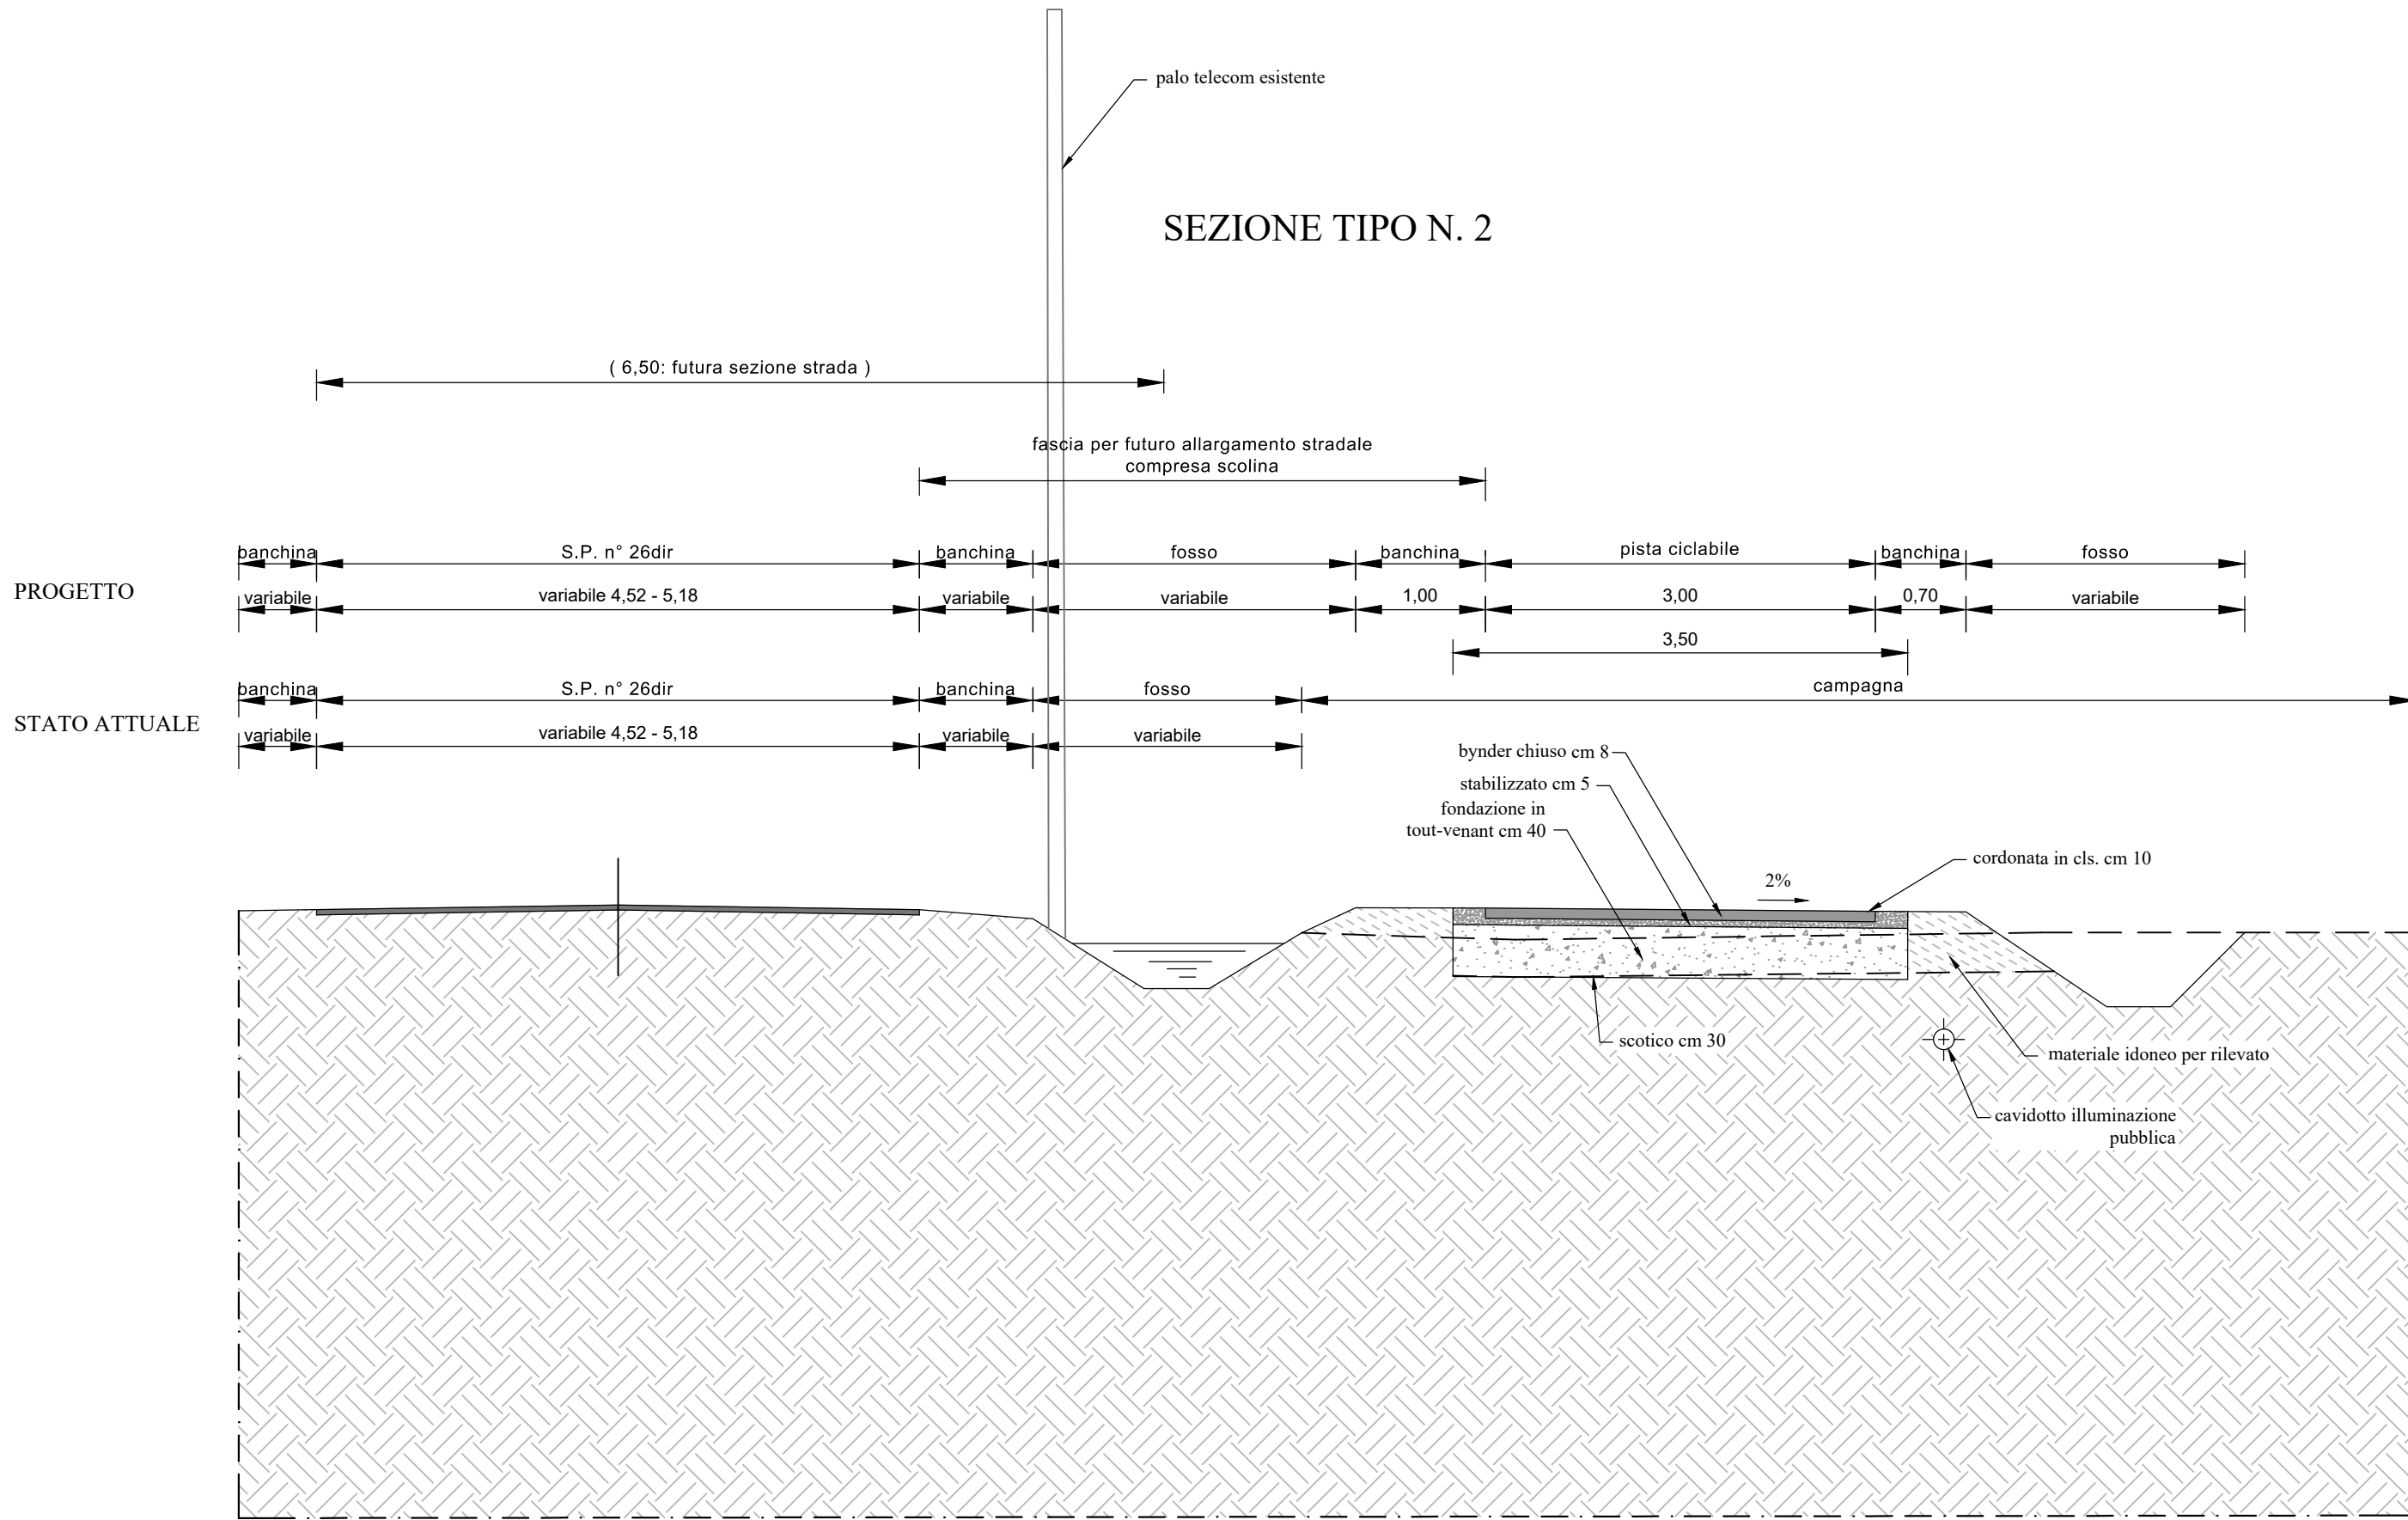 palo telecom esistente
SEZIONE TIPO N. 2
( 6,50: futura sezione strada )
fascia per futuro allargamento stradale
compresa scolina
PROGETTO
banchina S.P. n° 26dir banchina fosso banchina pista ciclabile banchina fosso
variabile variabile 4,52 - 5,18 variabile variabile 1,00 3,00 0,70 variabile
3,50
STATO ATTUALE
banchina S.P. n° 26dir banchina fosso campagna
variabile variabile 4,52 - 5,18 variabile variabile
bynder chiuso cm 8
stabilizzato cm 5
fondazione in
tout-venant cm 40
cordonata in cls. cm 10
2%
scotico cm 30
materiale idoneo per rilevato
cavidotto illuminazione
pubblica